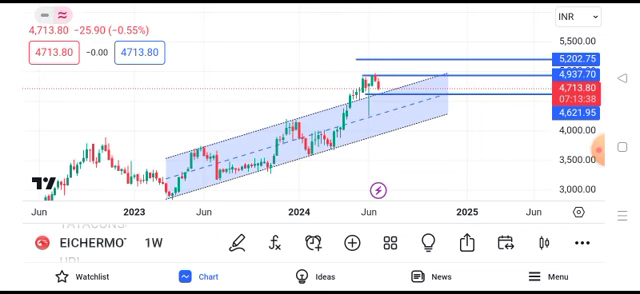 INR
4,713.80 −25.90 (−0.55%)
4713.80 −0.00 4713.80
5,500.00
5,202.75
4,937.70
4,713.80
07:13:38
4,621.95
4,000.00
3,500.00
3,000.00
Jun 2023 Jun 2024 Jun 2025 Jun
EICHERMOT 1W
Watchlist Chart Ideas News Menu